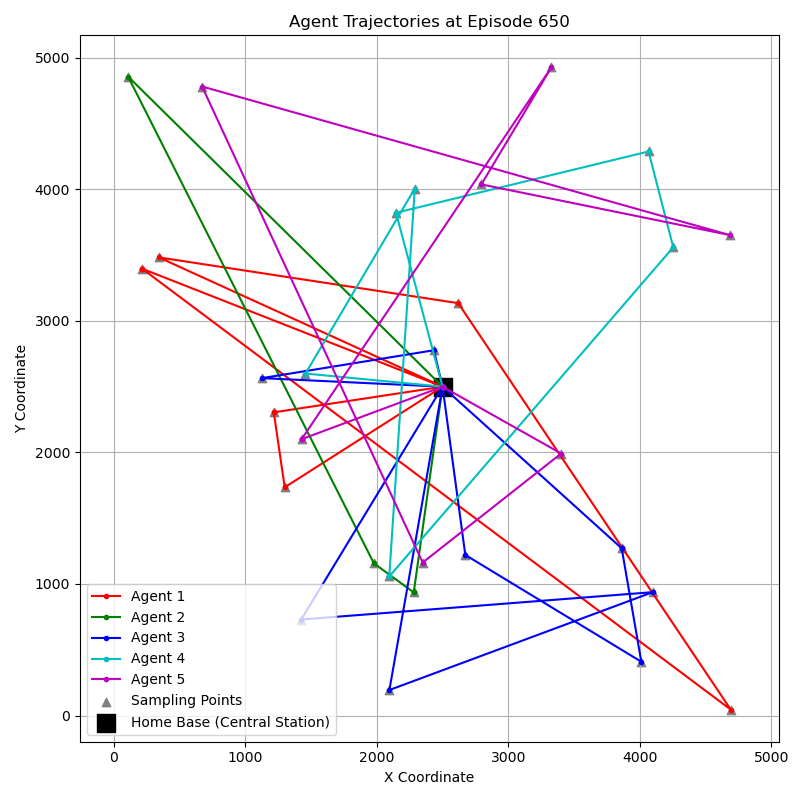 Agent Trajectories at Episode 650
Y Coordinate
5000
4000
3000
2000
1000
0
Agent 1
Agent 2
Agent 3
Agent 4
Agent 5
Sampling Points
Home Base (Central Station)
0 1000 2000 3000 4000 5000
X Coordinate